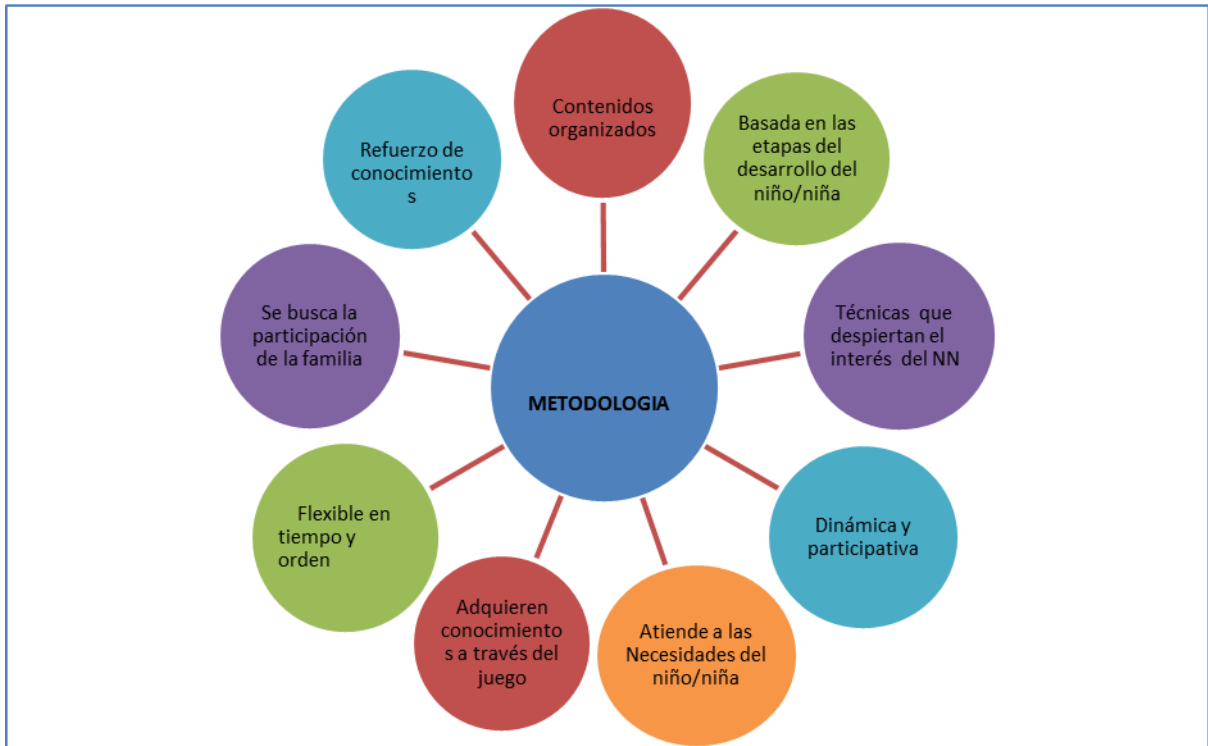 Contenidos
organizados
Basada en las
etapas del
desarrollo del
niño/niña
Técnicas que
despiertan el
interés del NN
Dinámica y
participativa
Atiende a las
Necesidades del
niño/niña
Adquieren
conocimiento
s a través del
juego
Flexible en
tiempo y
orden
Se busca la
participación
de la familia
Refuerzo de
conocimiento
s
METODOLOGIA